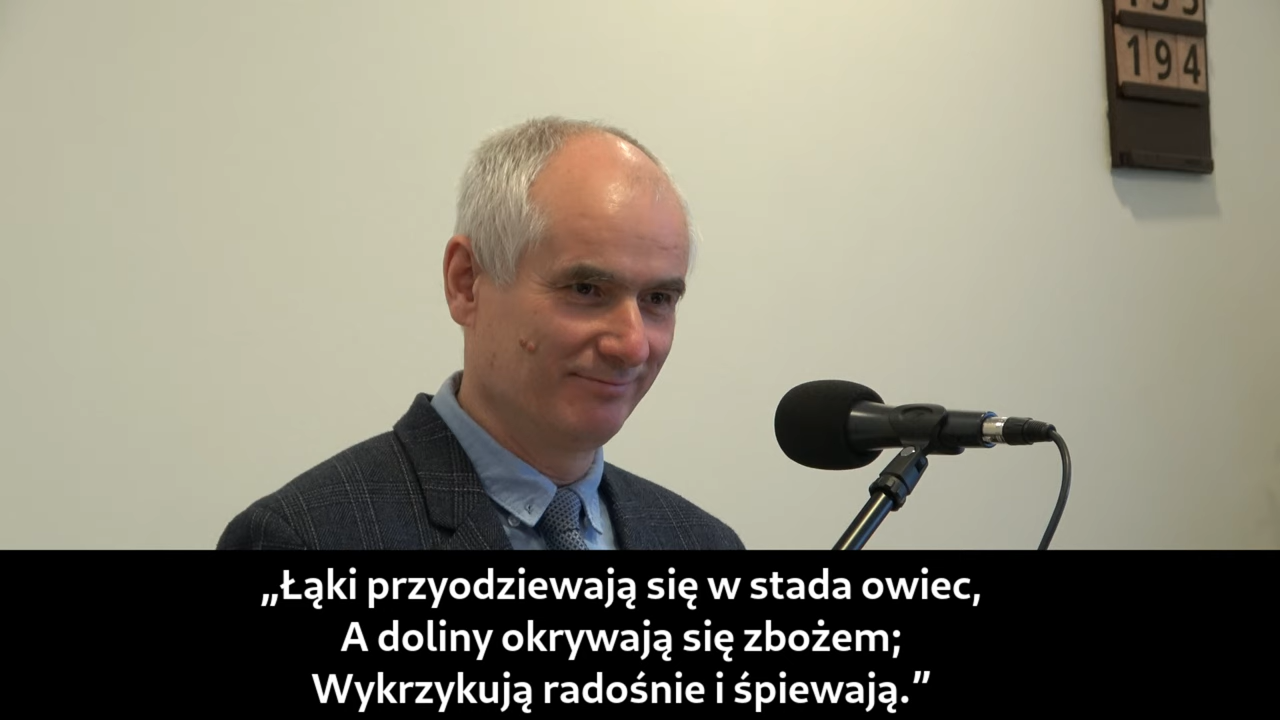 194
„Łąki przyodziewają się w stada owiec,
A doliny okrywają się zbożem;
Wykrzykują radośnie i śpiewają.”